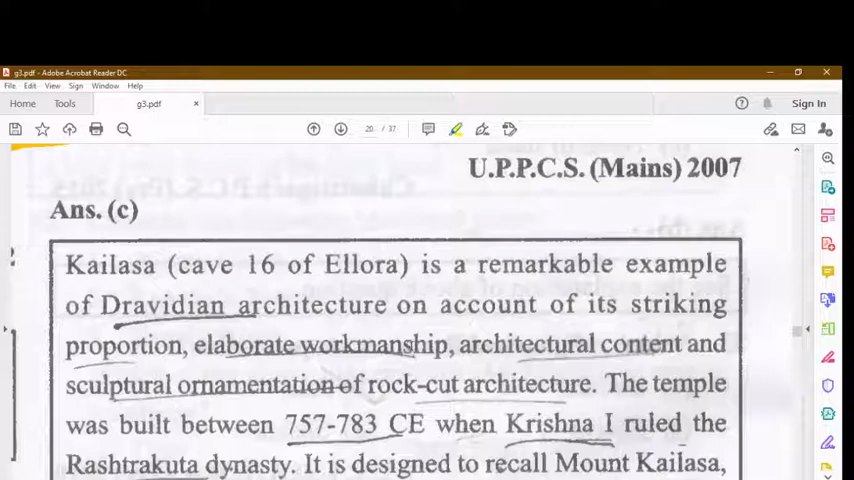 g3.pdf - Adobe Acrobat Reader DC
File Edit View Sign Window Help
Home Tools g3.pdf × Sign In
20 / 37
U.P.P.C.S. (Mains) 2007
Ans. (c)
Kailasa (cave 16 of Ellora) is a remarkable example
of Dravidian architecture on account of its striking
proportion, elaborate workmanship, architectural content and
sculptural ornamentation of rock-cut architecture. The temple
was built between 757-783 CE when Krishna I ruled the
Rashtrakuta dynasty. It is designed to recall Mount Kailasa,